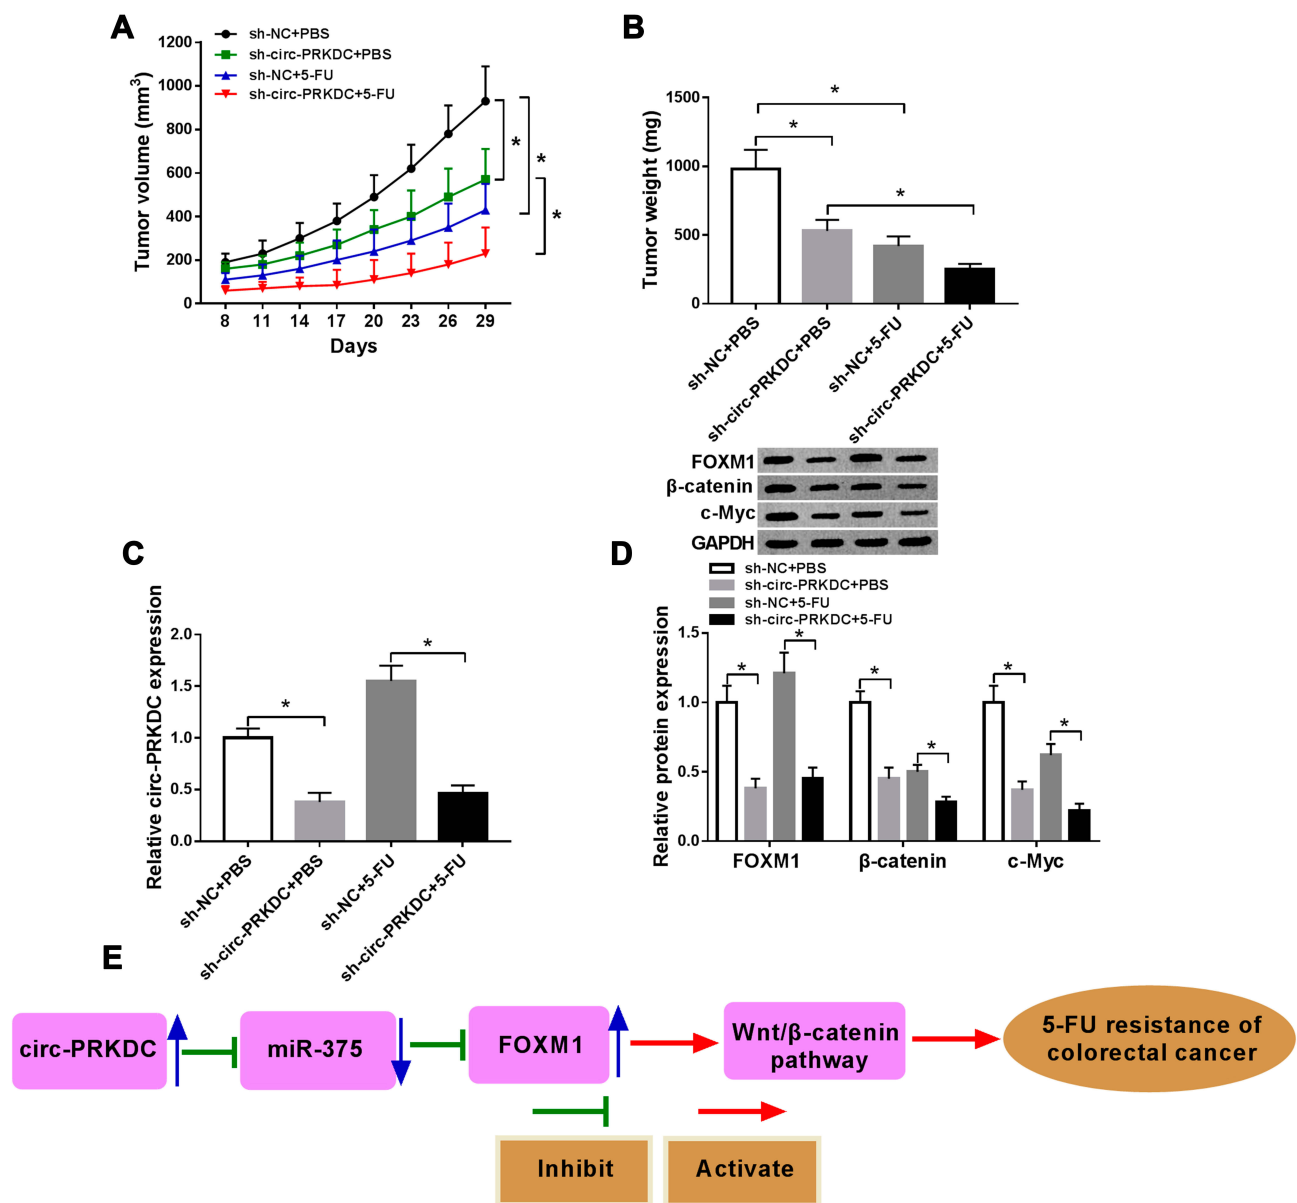 A
sh-NC+PBS
sh-circ-PRKDC+PBS
sh-NC+5-FU
sh-circ-PRKDC+5-FU
Tumor volume (mm³)
1200
1000
800
600
400
200
0
8 11 14 17 20 23 26 29
Days
*
*
*
B
Tumor weight (mg)
1500
1000
500
0
*
*
*
sh-NC+PBS
sh-circ-PRKDC+PBS
sh-NC+5-FU
sh-circ-PRKDC+5-FU
C
Relative circ-PRKDC expression
2.0
1.5
1.0
0.5
0.0
*
*
sh-NC+PBS
sh-circ-PRKDC+PBS
sh-NC+5-FU
sh-circ-PRKDC+5-FU
FOXM1
β-catenin
c-Myc
GAPDH
D
sh-NC+PBS
sh-circ-PRKDC+PBS
sh-NC+5-FU
sh-circ-PRKDC+5-FU
Relative protein expression
1.5
1.0
0.5
0.0
* * * * * *
FOXM1 β-catenin c-Myc
E
circ-PRKDC
miR-375
FOXM1
Wnt/β-catenin
pathway
5-FU resistance of
colorectal cancer
Inhibit
Activate